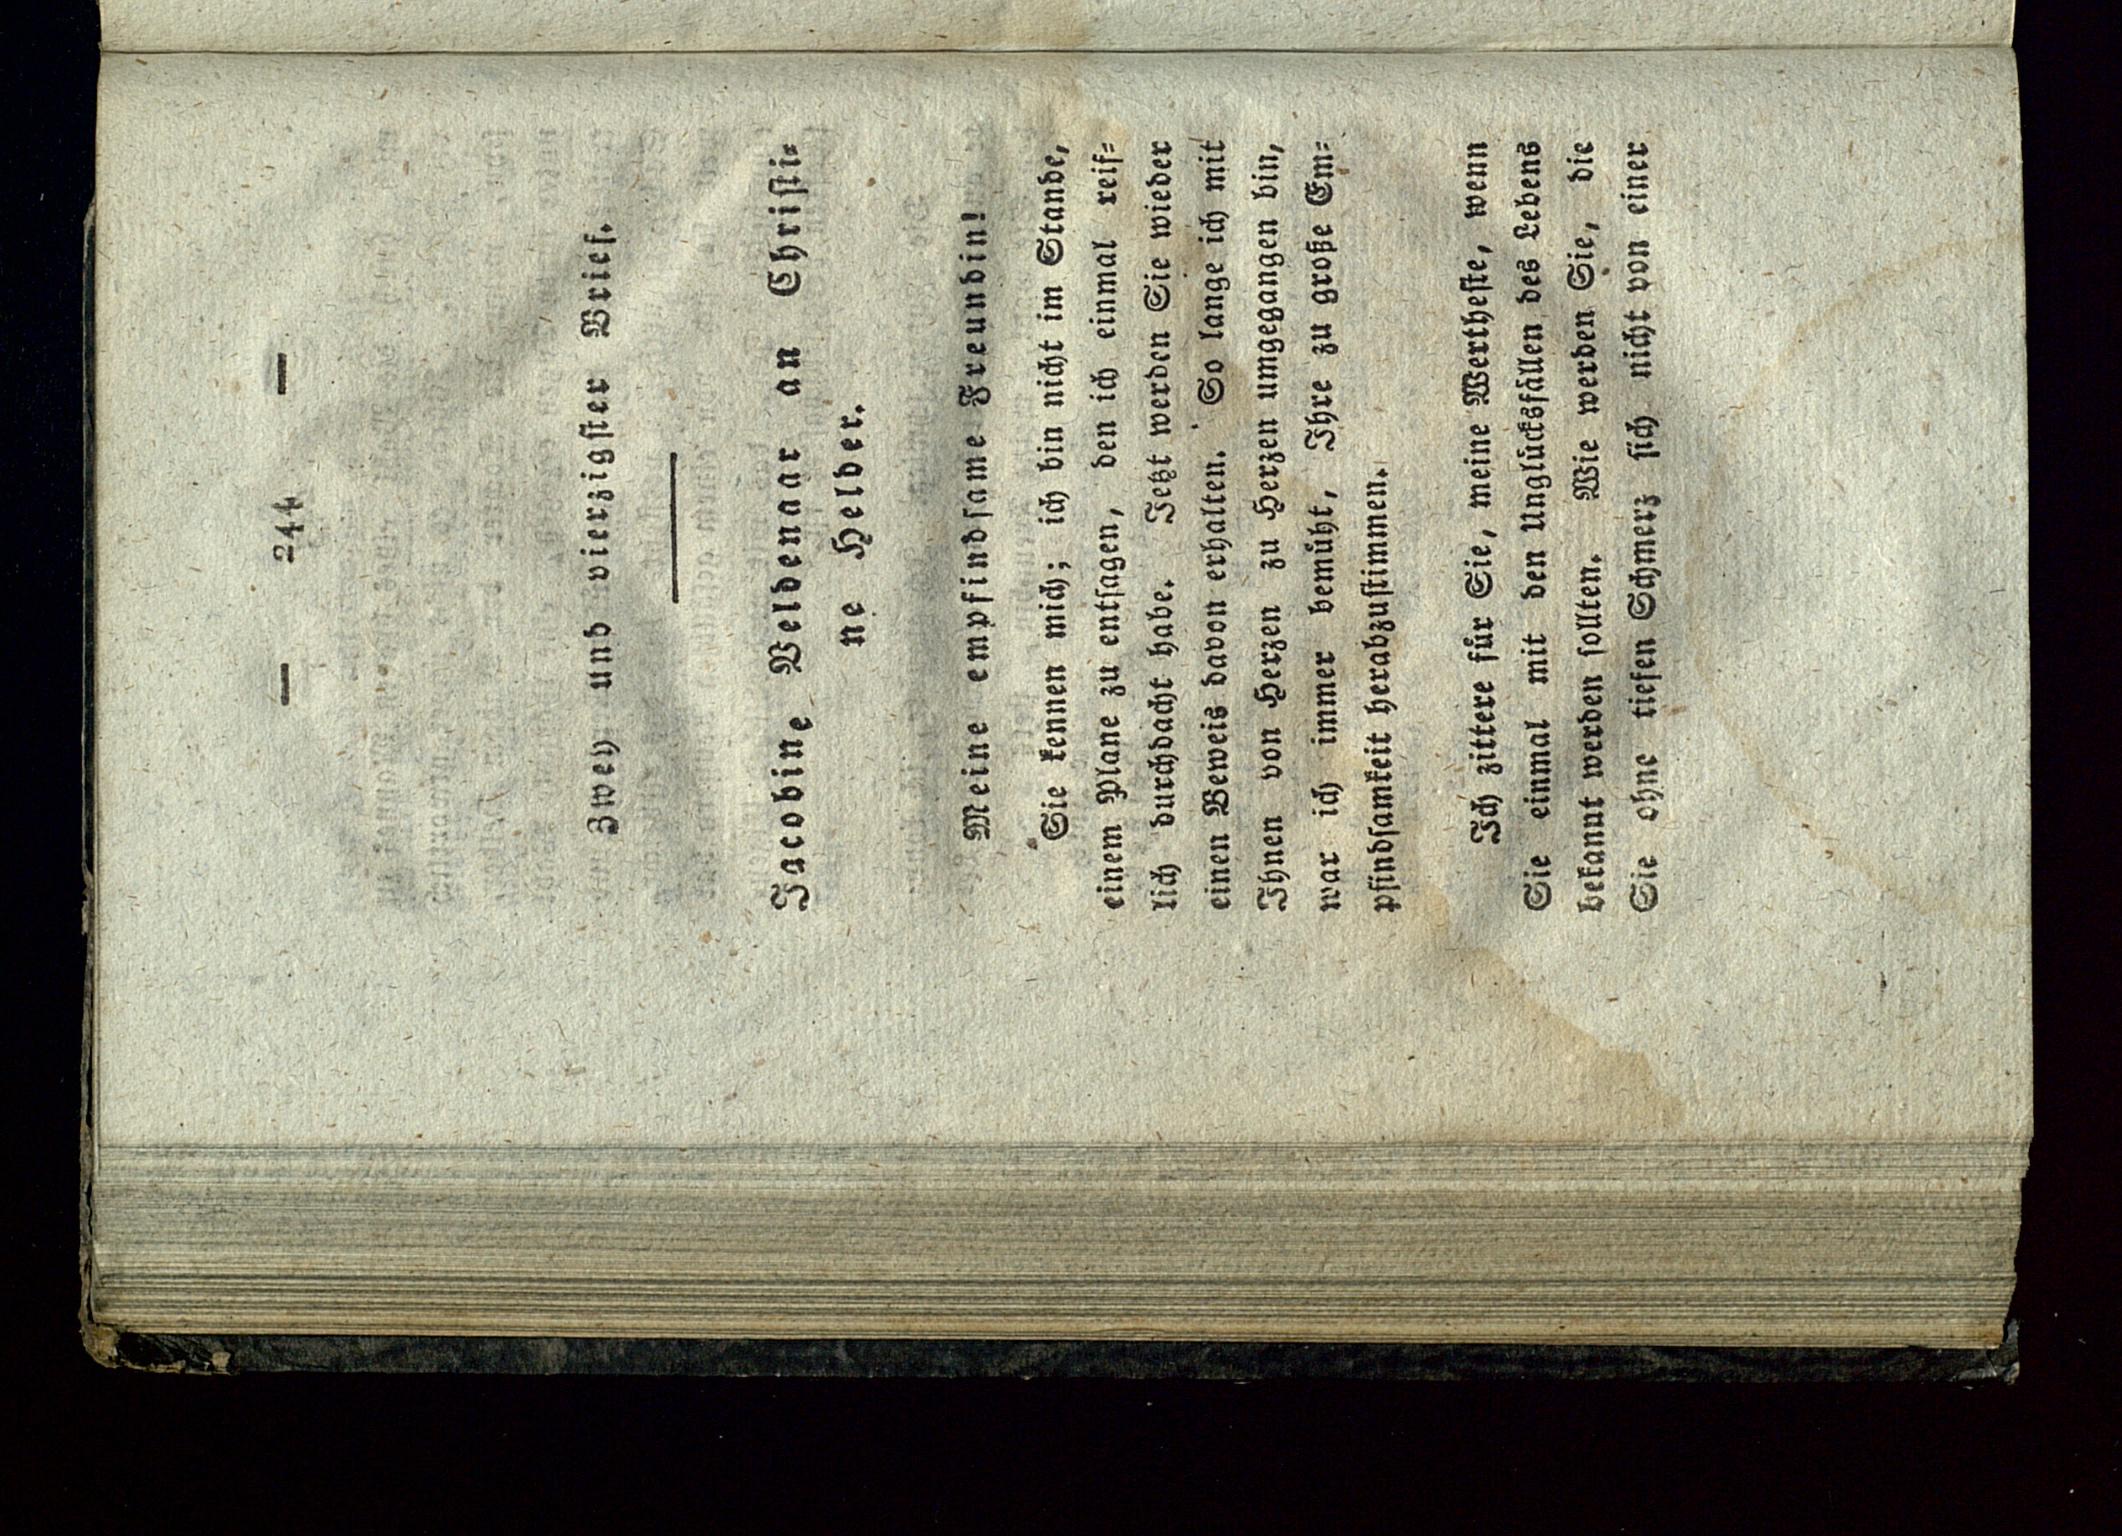 — 244 —
Zwey und vierzigſter Brief.
Jacobine Veldenaar an Chriſti⸗
ne Helder.
Meine empfindſame Freundin!
Sie kennen mich; ich bin nicht im Stande,
einem Plane zu entſagen, den ich einmal reif⸗
lich durchdacht habe. Jetzt werden Sie wieder
einen Beweis davon erhalten. So lange ich mit
Ihnen von Herzen zu Herzen umgegangen bin,
war ich immer bemüht, Ihre zu große Em⸗
pfindſamkeit herabzuſtimmen.
Ich zittere für Sie, meine Wertheſte, wenn
Sie einmal mit den Unglücksfällen des Lebens
bekannt werden ſollten. Wie werden Sie, die
Sie ohne tiefen Schmerz ſich nicht von einer